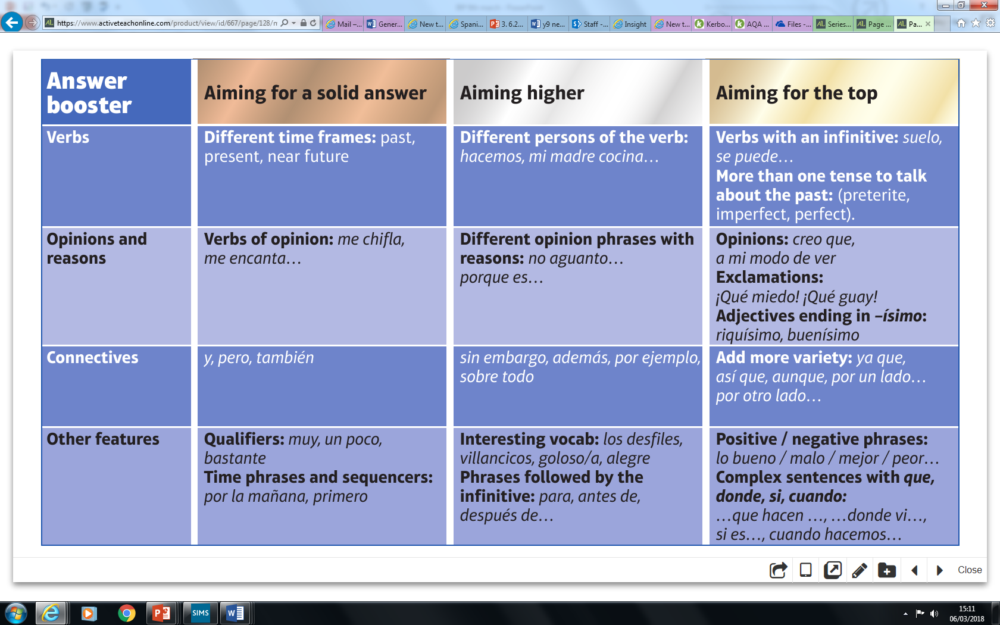 https://www.activeteachonline.com/product/view/id/667/page/128/n
Mail –...
Gener...
New t...
Spani...
3. 6.2...
y9 ne...
Staff -...
Insight
New t...
Kerbo...
AQA ...
Files -...
Series...
Page ...
Pa...
Answer
booster
Aiming for a solid answer
Aiming higher
Aiming for the top
Verbs
Different time frames: past,
present, near future
Different persons of the verb:
hacemos, mi madre cocina…
Verbs with an infinitive: suelo,
se puede…
More than one tense to talk
about the past: (preterite,
imperfect, perfect).
Opinions and
reasons
Verbs of opinion: me chifla,
me encanta…
Different opinion phrases with
reasons: no aguanto…
porque es…
Opinions: creo que,
a mi modo de ver
Exclamations:
¡Qué miedo! ¡Qué guay!
Adjectives ending in –ísimo:
riquísimo, buenísimo
Connectives
y, pero, también
sin embargo, además, por ejemplo,
sobre todo
Add more variety: ya que,
así que, aunque, por un lado…
por otro lado…
Other features
Qualifiers: muy, un poco,
bastante
Time phrases and sequencers:
por la mañana, primero
Interesting vocab: los desfiles,
villancicos, goloso/a, alegre
Phrases followed by the
infinitive: para, antes de,
después de…
Positive / negative phrases:
lo bueno / malo / mejor / peor…
Complex sentences with que,
donde, si, cuando:
…que hacen …, …donde vi…,
si es…, cuando hacemos…
Close
SIMS
15:11
06/03/2018